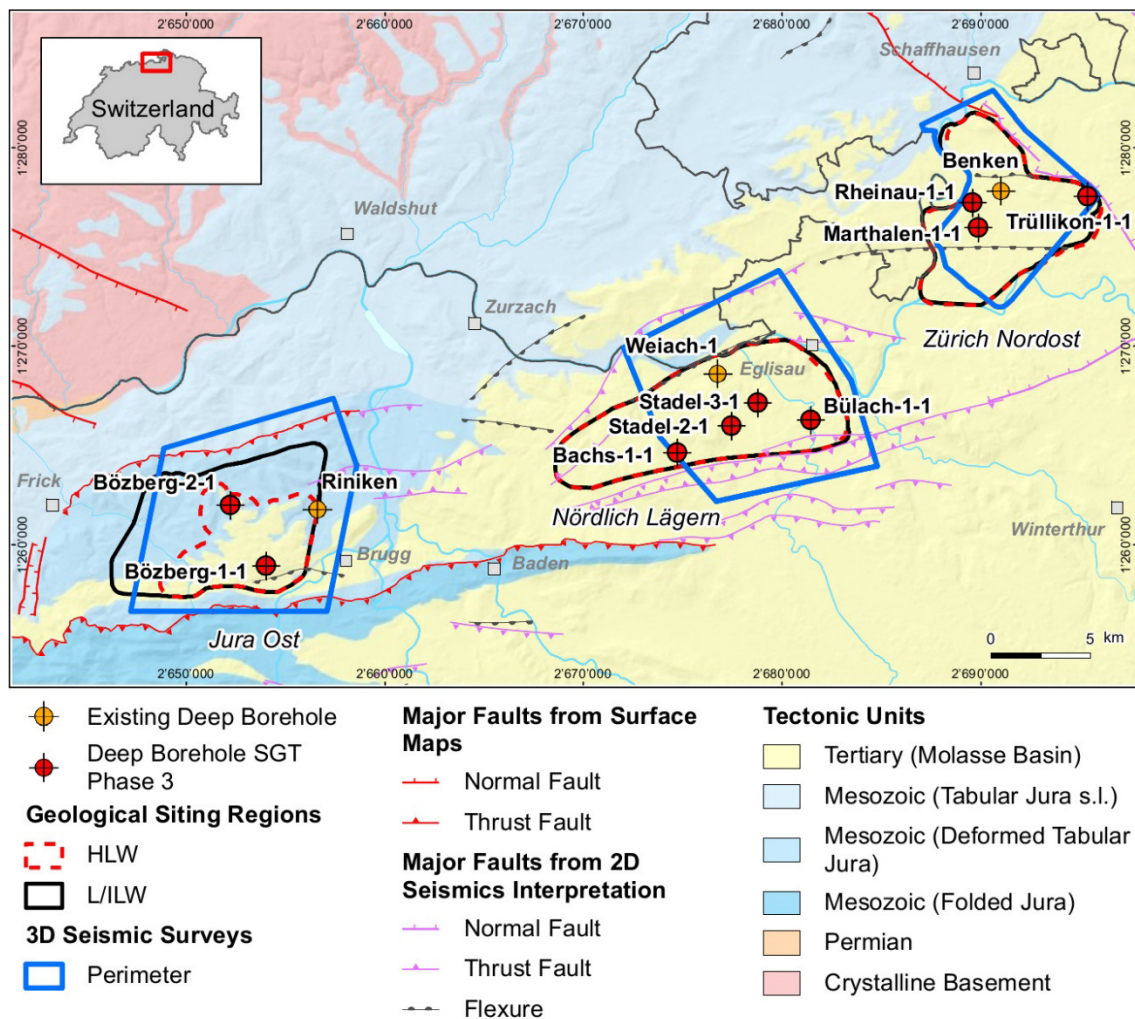 2'650'000
2'660'000
2'670'000
2'680'000
2'690'000
Switzerland
Schaffhausen
1'280'000
1'280'000
Benken
Rheinau-1-1
Trüllikon-1-1
Marthalen-1-1
Waldshut
Zurzach
Zürich Nordost
1'270'000
1'270'000
Weiach-1
Eglisau
Stadel-3-1
Bülach-1-1
Stadel-2-1
Bachs-1-1
Frick
Bözberg-2-1
Riniken
Nördlich Lägern
Winterthur
1'260'000
1'260'000
Bözberg-1-1
Brugg
Baden
Jura Ost
0 5 km
2'650'000
2'660'000
2'670'000
2'680'000
2'690'000
Existing Deep Borehole
Deep Borehole SGT
Phase 3
Geological Siting Regions
HLW
L/ILW
3D Seismic Surveys
Perimeter
Major Faults from Surface
Maps
Normal Fault
Thrust Fault
Major Faults from 2D
Seismics Interpretation
Normal Fault
Thrust Fault
Flexure
Tectonic Units
Tertiary (Molasse Basin)
Mesozoic (Tabular Jura s.l.)
Mesozoic (Deformed Tabular
Jura)
Mesozoic (Folded Jura)
Permian
Crystalline Basement